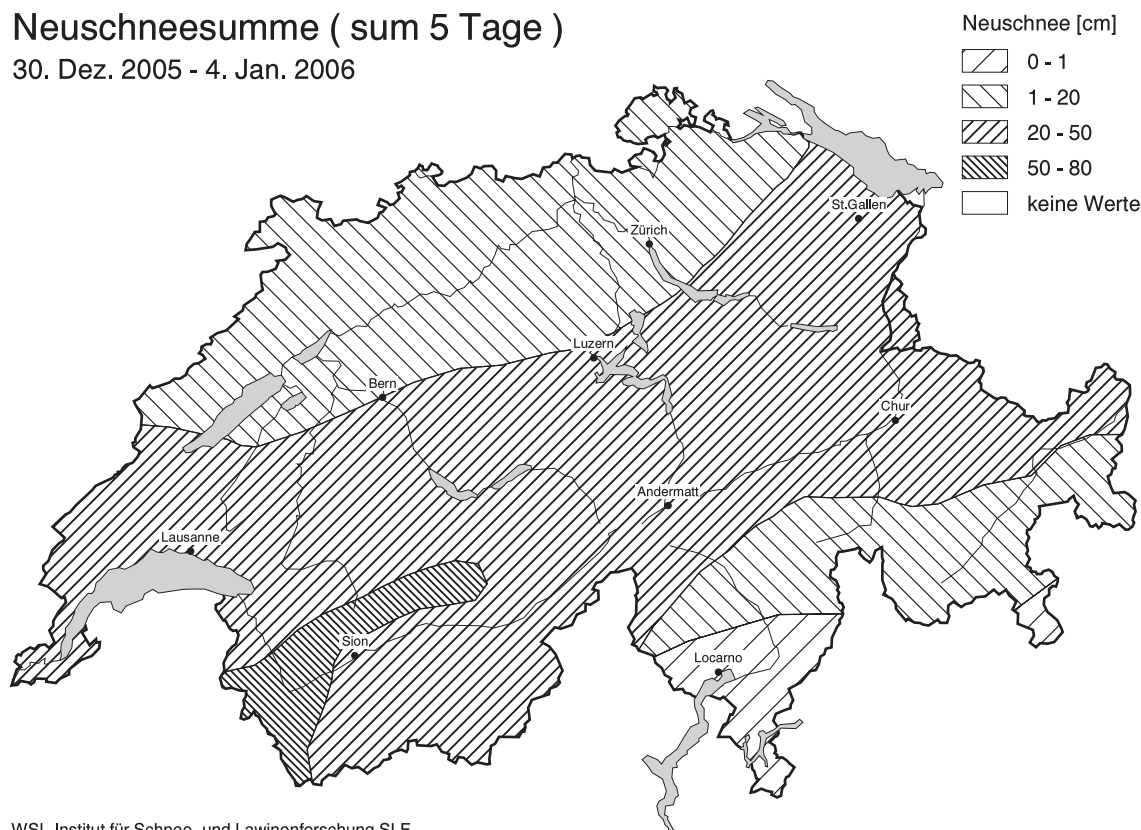 Neuschneesumme ( sum 5 Tage )
30. Dez. 2005 - 4. Jan. 2006
Neuschnee [cm]
0 - 1
1 - 20
20 - 50
50 - 80
keine Werte
St.Gallen
Zürich
Luzern
Bern
Chur
Andermatt
Lausanne
Sion
Locarno
WSL Institut für Schnee- und Lawinenforschung SLF